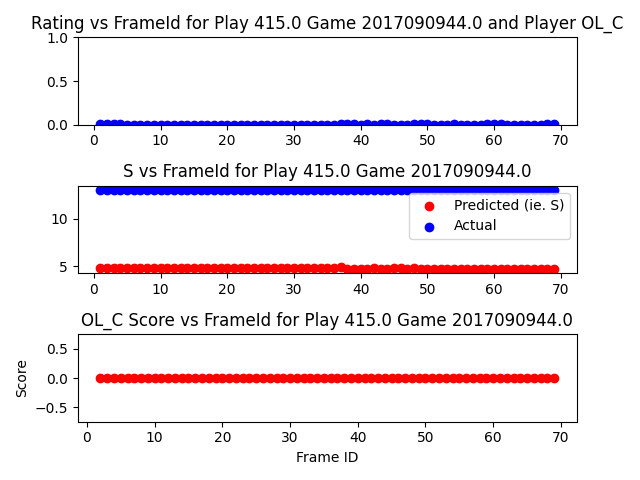 Rating vs FrameId for Play 415.0 Game 2017090944.0 and Player OL_C
1.0
0.5
0.0
0 10 20 30 40 50 60 70
S vs FrameId for Play 415.0 Game 2017090944.0
10
5
Predicted (ie. S)
Actual
0 10 20 30 40 50 60 70
OL_C Score vs FrameId for Play 415.0 Game 2017090944.0
Score
0.5
0.0
−0.5
0 10 20 30 40 50 60 70
Frame ID